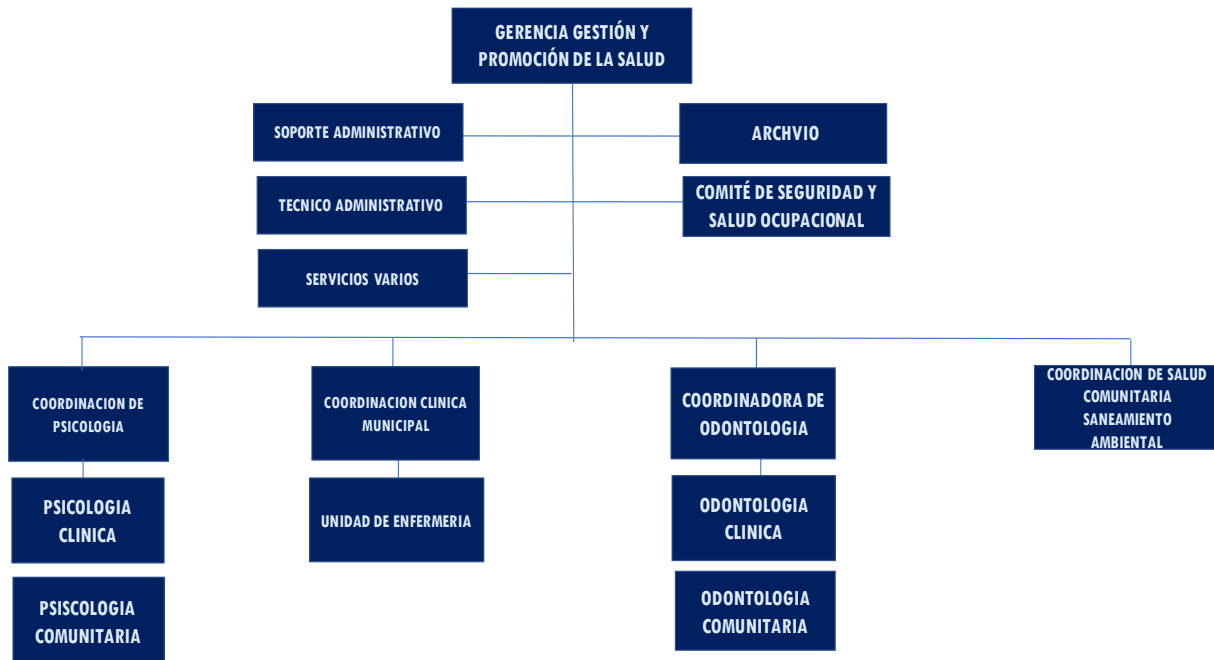 GERENCIA GESTIÓN Y
PROMOCIÓN DE LA SALUD
SOPORTE ADMINISTRATIVO
ARCHVIO
TECNICO ADMINISTRATIVO
COMITÉ DE SEGURIDAD Y
SALUD OCUPACIONAL
SERVICIOS VARIOS
COORDINACION DE
PSICOLOGIA
COORDINACION CLINICA
MUNICIPAL
COORDINADORA DE
ODONTOLOGIA
COORDINACION DE SALUD
COMUNITARIA
SANEAMIENTO
AMBIENTAL
PSICOLOGIA
CLINICA
UNIDAD DE ENFERMERIA
ODONTOLOGIA
CLINICA
PSISCOLOGIA
COMUNITARIA
ODONTOLOGIA
COMUNITARIA